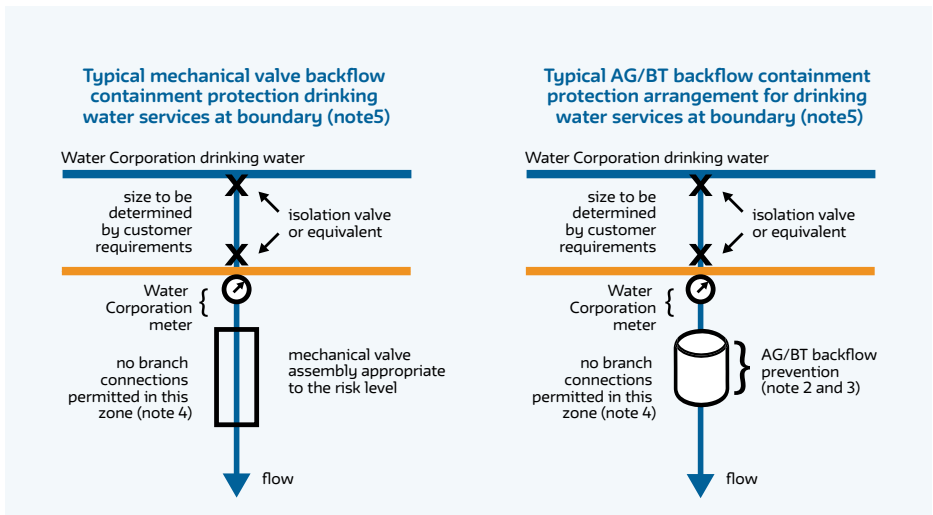 Typical mechanical valve backflow
containment protection drinking
water services at boundary (note5)
Water Corporation drinking water
size to be
determined
by customer
requirements
isolation valve
or equivalent
Water
Corporation
meter
no branch
connections
permitted in this
zone (note 4)
mechanical valve
assembly appropriate
to the risk level
flow
Typical AG/BT backflow containment
protection arrangement for drinking
water services at boundary (note5)
Water Corporation drinking water
size to be
determined
by customer
requirements
isolation valve
or equivalent
Water
Corporation
meter
no branch
connections
permitted in this
zone (note 4)
AG/BT backflow
prevention
(note 2 and 3)
flow